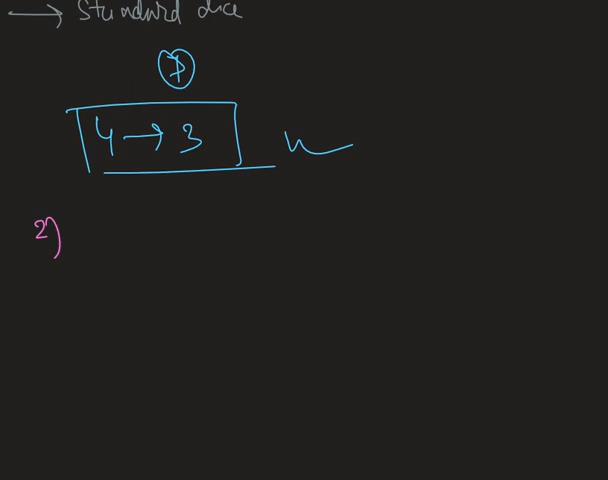 → Standard dice
7
4 → 3
2)